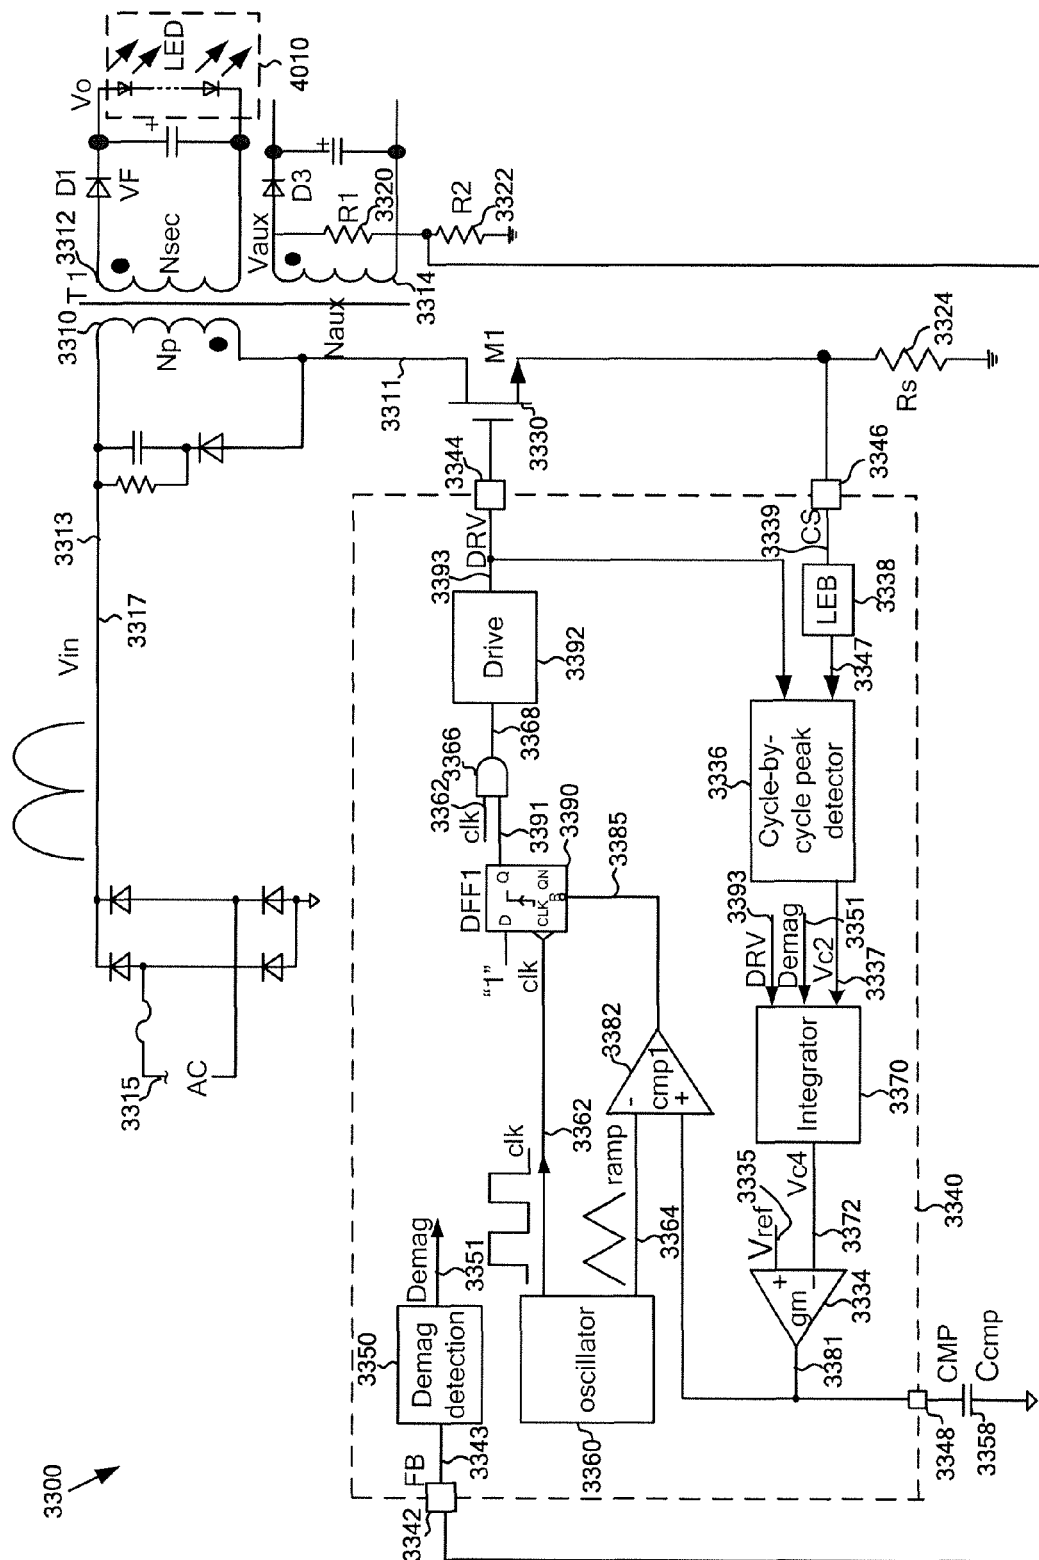 3300
3315
AC
Vin
3317
3313
3310
T1
3312
D1
VF
Vo
LED
4010
Np
Nsec
Naux
Vaux
D3
R1
3320
R2
3322
3314
3311
M1
3330
3344
3324
Rs
3346
3342
FB
3343
3350
Demag
detection
Demag
3351
3360
oscillator
clk
3362
ramp
3364
3382
cmp1
-
+
"1"
clk
DFF1
D
Q
CLK
QN
R
3390
3391
3385
clk
3362
3366
3368
Drive
3392
3393
DRV
3339
CS
LEB
3338
3347
3336
Cycle-by-
cycle peak
detector
DRV
3393
Demag
3351
Vc2
3337
Integrator
3370
Vc4
3372
Vref
3335
gm
+
-
3334
3381
3340
3348
CMP
3358
Ccmp
+
+